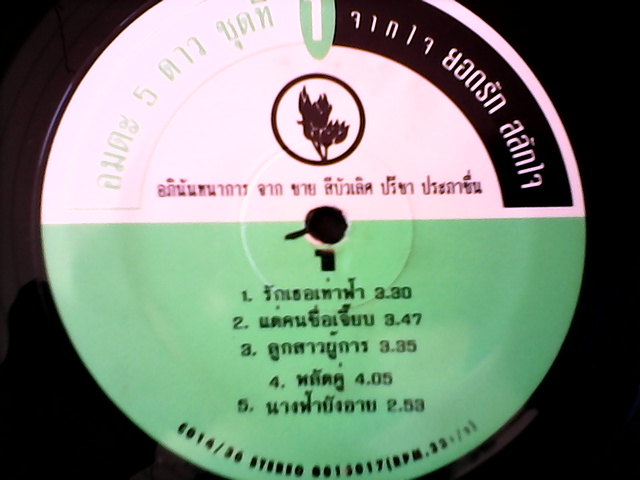 อมตะ 5 ดาว ชุดที่ 1 จากใจ ยอดรัก สลักใจ
อภินันทนาการ จาก ชาย สีบัวเลิศ ปรีชา ประภาชื่น
1
1. รักเธอเท่าฟ้า 3.30
2. แต่คนชื่อเจี๊ยบ 3.47
3. ลูกสาวผู้การ 3.35
4. พลัดคู่ 4.05
5. นางฟ้ายังอาย 2.53
STEREO